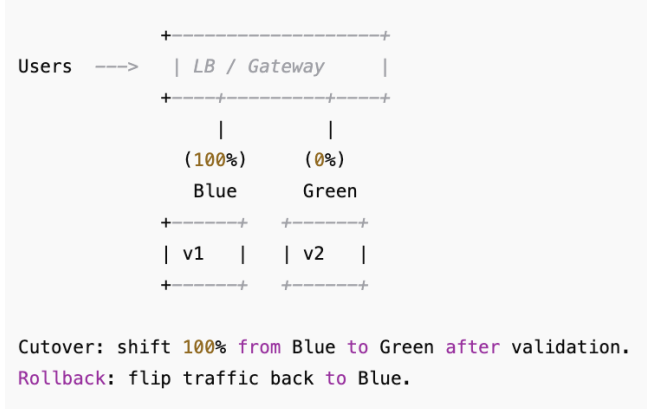 +-------------------+
Users ---> | LB / Gateway |
+----+----------+-----+
| |
(100%) (0%)
Blue Green
+------+ +------+
| v1 | | v2 |
+------+ +------+
Cutover: shift 100% from Blue to Green after validation.
Rollback: flip traffic back to Blue.